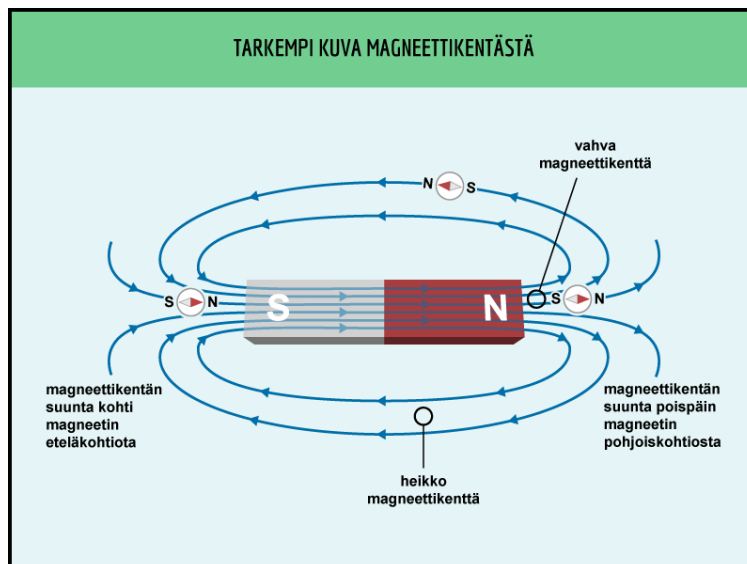 TARKEMPI KUVA MAGNEETTIKENTÄSTÄ
vahva
magneettikenttä
N S
S N
S
N
S N
magneettikentän
suunta kohti
magneetin
eteläkohtiota
magneettikentän
suunta poispäin
magneetin
pohjoiskohtiosta
heikko
magneettikenttä